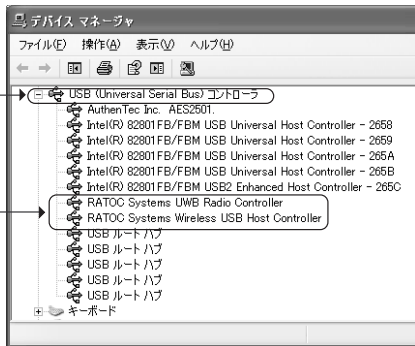 デバイス マネージャ
ファイル(F) 操作(A) 表示(V) ヘルプ(H)
USB (Universal Serial Bus) コントローラ
AuthenTec Inc. AES2501.
Intel(R) 82801FB/FBM USB Universal Host Controller - 2658
Intel(R) 82801FB/FBM USB Universal Host Controller - 2659
Intel(R) 82801FB/FBM USB Universal Host Controller - 265A
Intel(R) 82801FB/FBM USB Universal Host Controller - 265B
Intel(R) 82801FB/FBM USB2 Enhanced Host Controller - 265C
RATOC Systems UWB Radio Controller
RATOC Systems Wireless USB Host Controller
USB ルート ハブ
USB ルート ハブ
USB ルート ハブ
USB ルート ハブ
USB ルート ハブ
キーボード